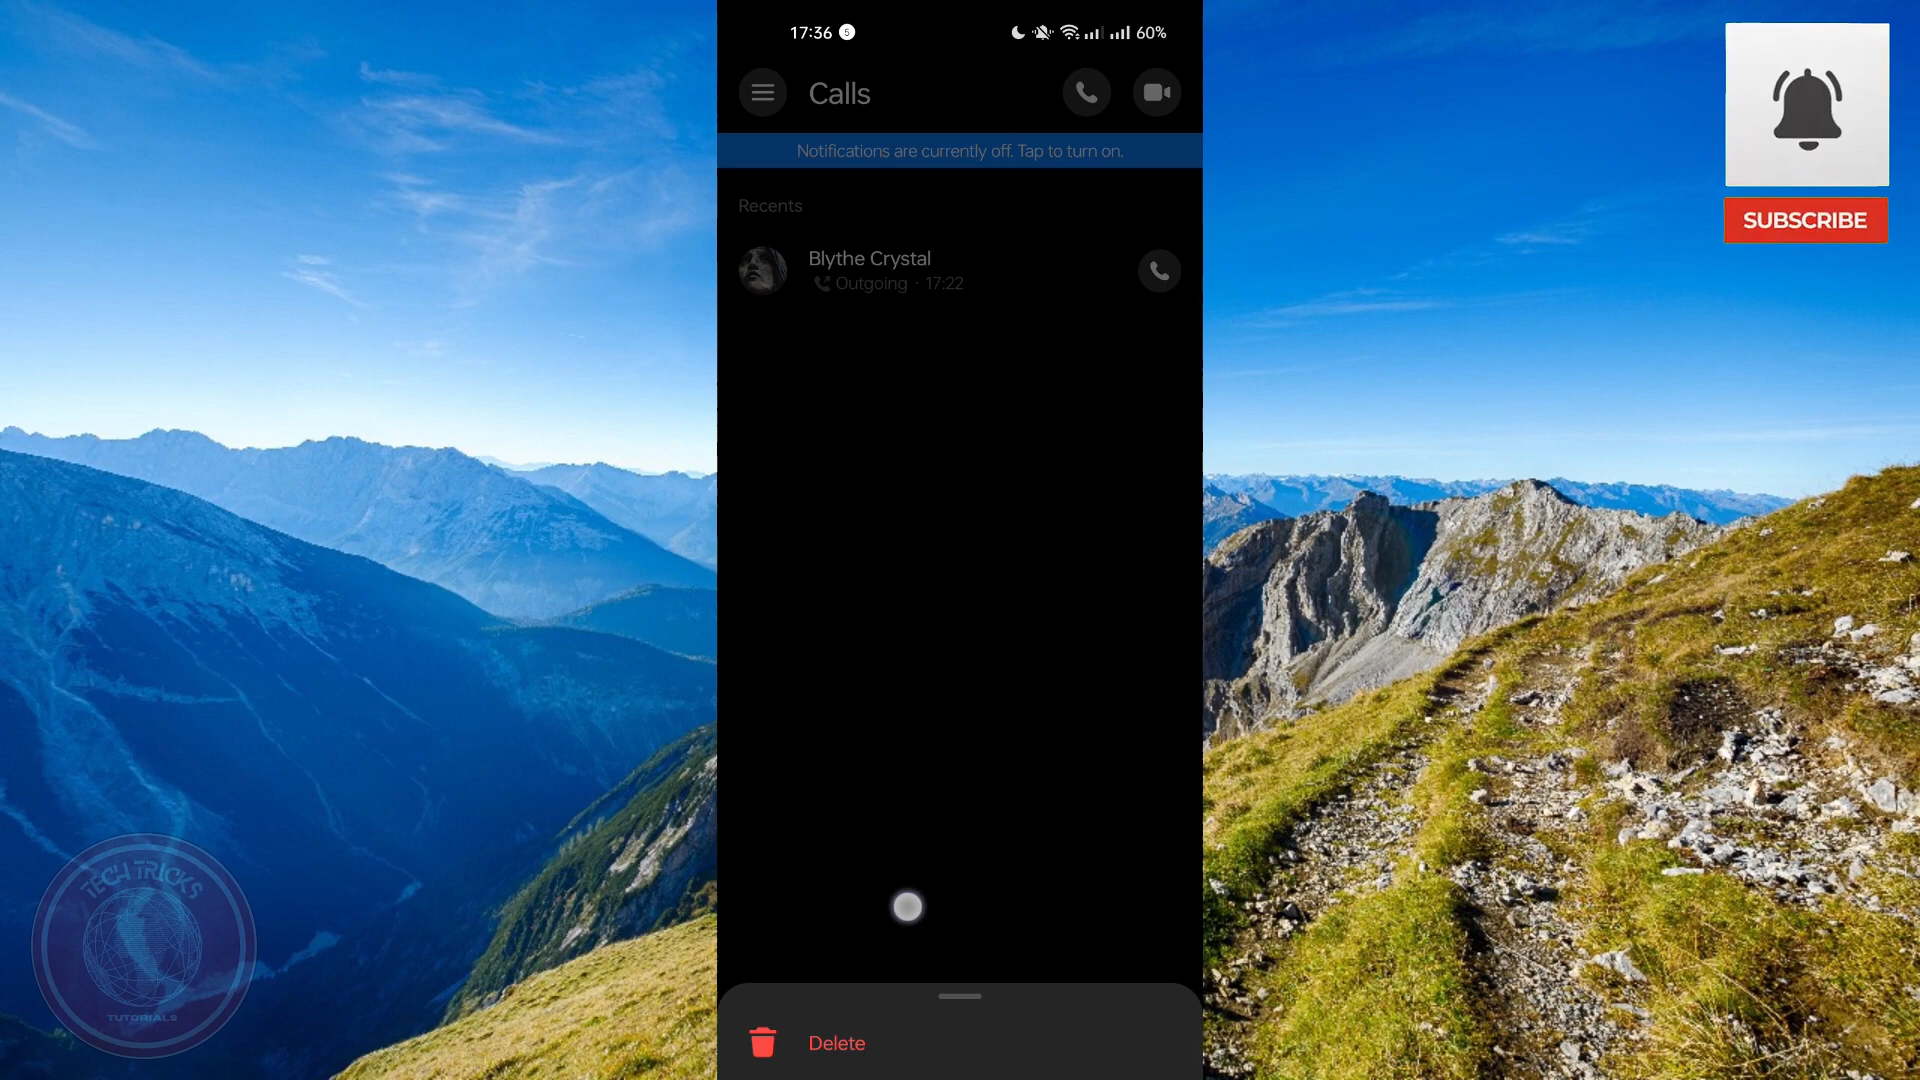 17:36 5 60%
Calls
Notifications are currently off. Tap to turn on.
Recents
Blythe Crystal
Outgoing · 17:22
Delete
SUBSCRIBE
TECH TRICKS
TUTORIALS